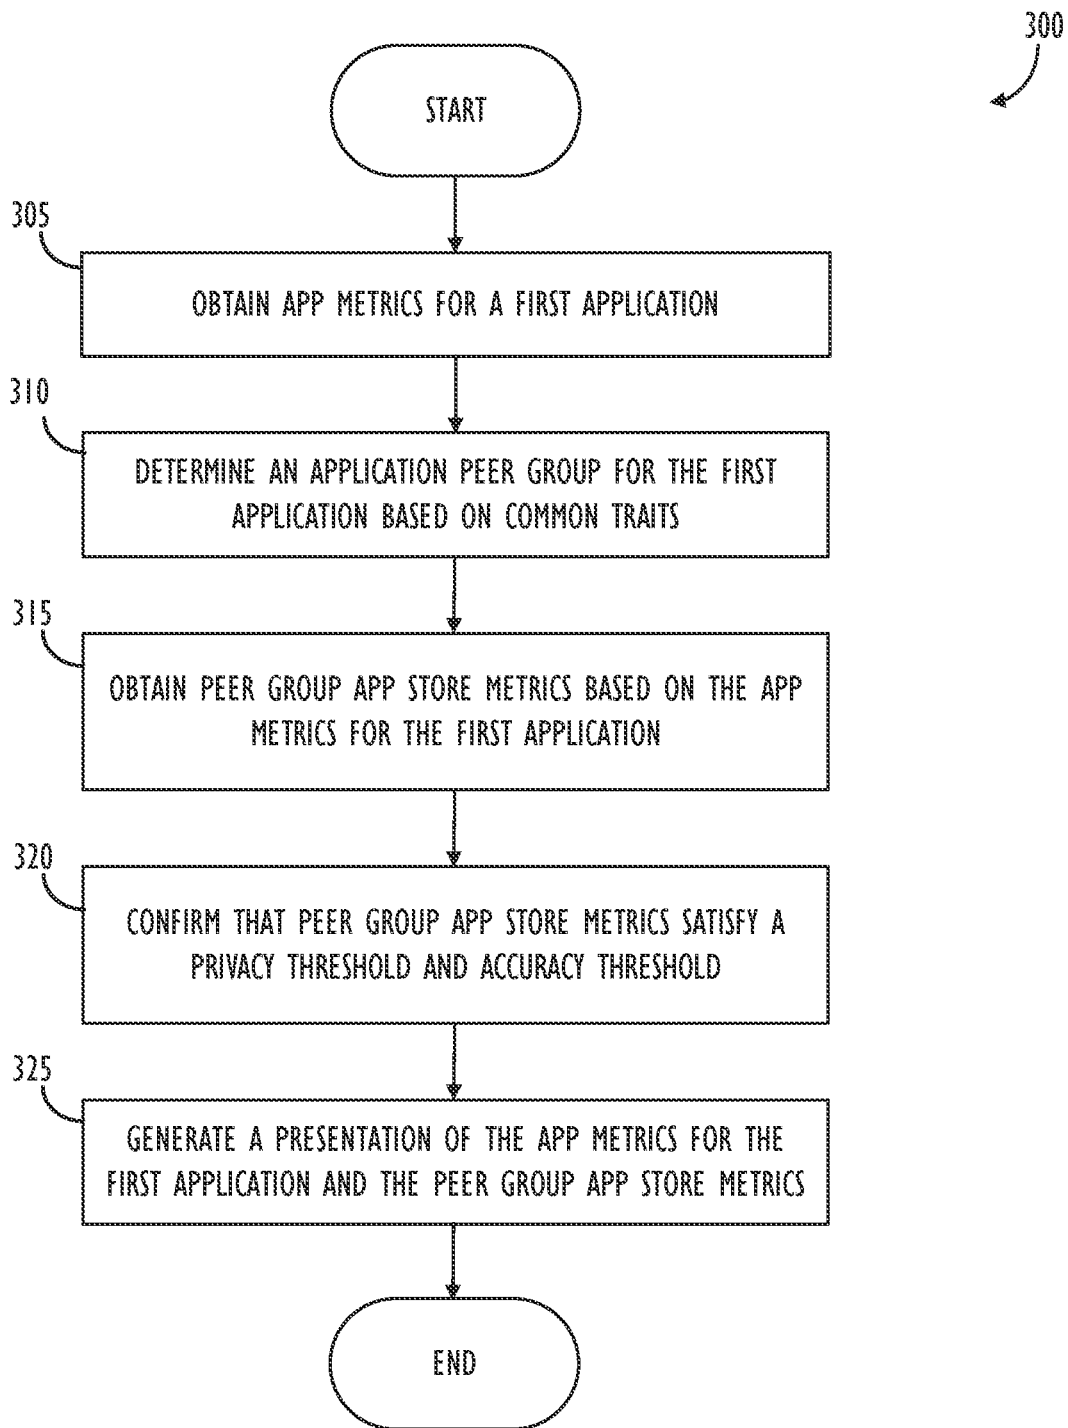 300
START
305
OBTAIN APP METRICS FOR A FIRST APPLICATION
310
DETERMINE AN APPLICATION PEER GROUP FOR THE FIRST
APPLICATION BASED ON COMMON TRAITS
315
OBTAIN PEER GROUP APP STORE METRICS BASED ON THE APP
METRICS FOR THE FIRST APPLICATION
320
CONFIRM THAT PEER GROUP APP STORE METRICS SATISFY A
PRIVACY THRESHOLD AND ACCURACY THRESHOLD
325
GENERATE A PRESENTATION OF THE APP METRICS FOR THE
FIRST APPLICATION AND THE PEER GROUP APP STORE METRICS
END